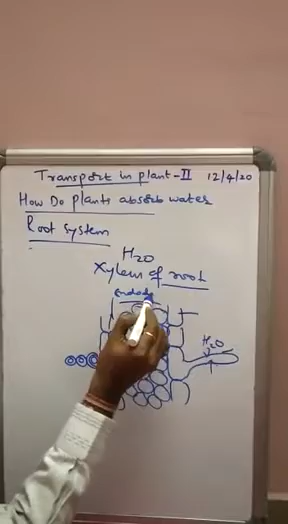 Transport in plant - II 12/4/20
How Do plants absorb water
Root System
H2O
Xylem of root
endode
H2O